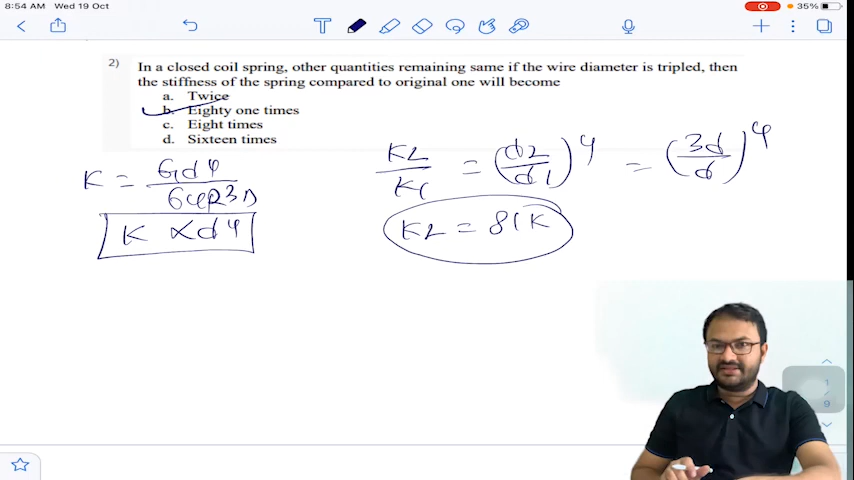 8:54 AM Wed 19 Oct
35%
2) In a closed coil spring, other quantities remaining same if the wire diameter is tripled, then
the stiffness of the spring compared to original one will become
a. Twice
b. Eighty one times
c. Eight times
d. Sixteen times
K = Gd4 / 64R3n
K ∝ d4
K2 / K1 = (d2 / d1)4 = (3d / d)4
K2 = 81K
1
9